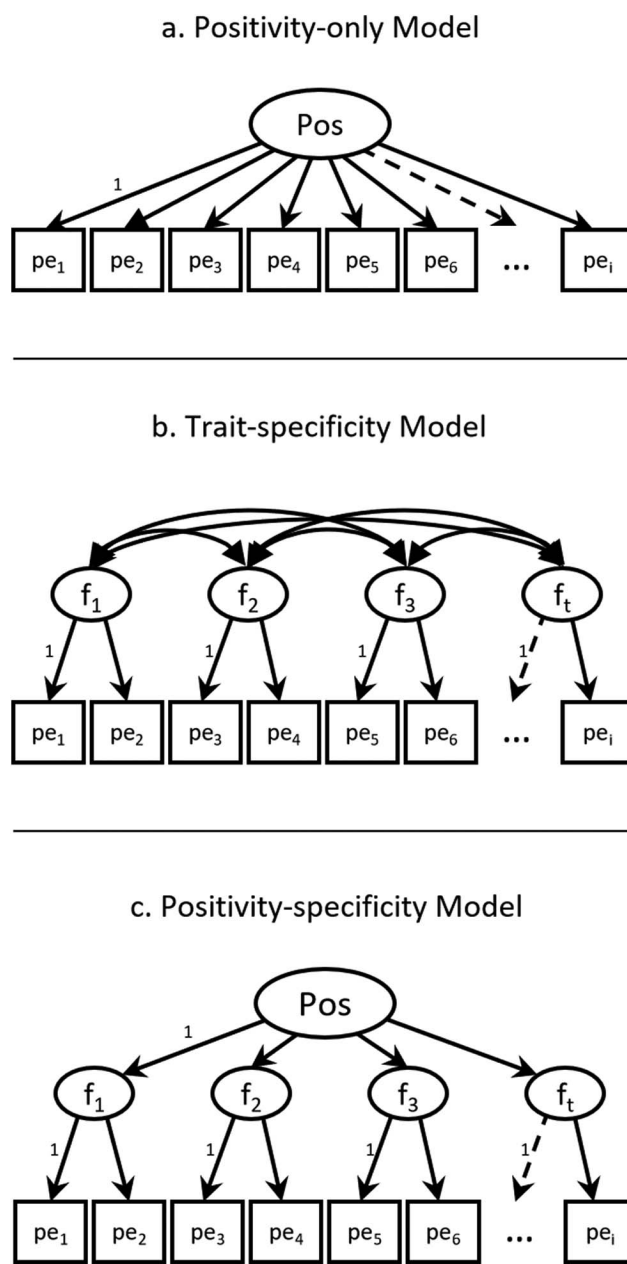 a. Positivity-only Model
Pos
1
pe₁ pe₂ pe₃ pe₄ pe₅ pe₆ ... peᵢ
b. Trait-specificity Model
f₁ f₂ f₃ fₜ
1 1 1 1
pe₁ pe₂ pe₃ pe₄ pe₅ pe₆ ... peᵢ
c. Positivity-specificity Model
Pos
1
f₁ f₂ f₃ fₜ
1 1 1 1
pe₁ pe₂ pe₃ pe₄ pe₅ pe₆ ... peᵢ